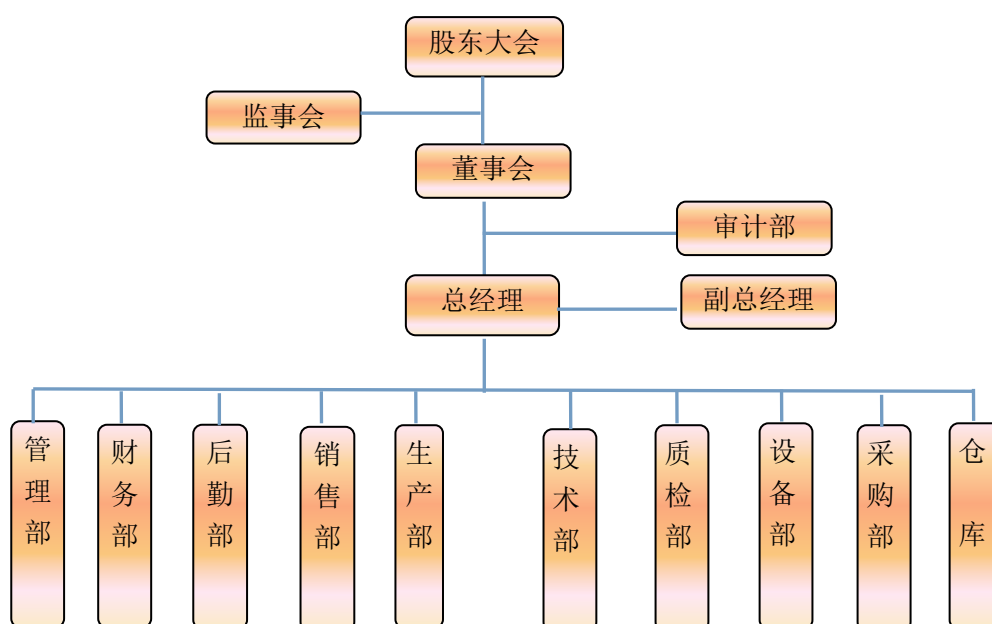 股东大会
监事会
董事会
审计部
总经理
副总经理
管理部
财务部
后勤部
销售部
生产部
技术部
质检部
设备部
采购部
仓库